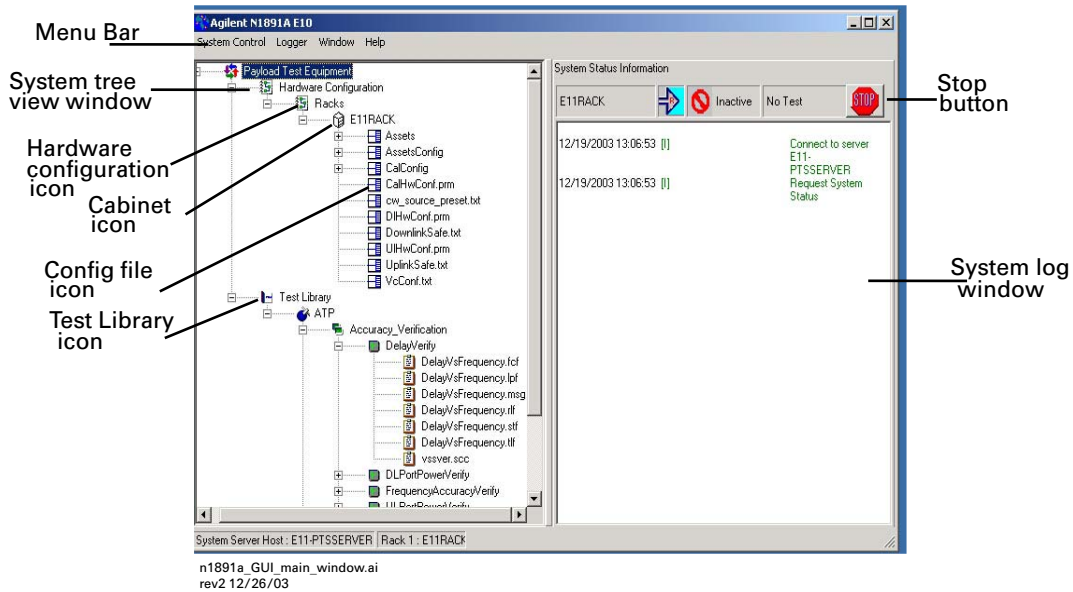 Agilent N1891A E10
System Control Logger Window Help
Menu Bar
System tree
view window
Hardware
configuration
icon
Cabinet
icon
Config file
icon
Test Library
icon
Payload Test Equipment
Hardware Configuration
Racks
E11RACK
Assets
AssetsConfig
CalConfig
CalHwConf.prm
cw_source_preset.txt
DlHwConf.prm
DownlinkSafe.txt
UlHwConf.prm
UplinkSafe.txt
VcConf.txt
Test Library
ATP
Accuracy_Verification
DelayVerify
DelayVsFrequency.fcf
DelayVsFrequency.lpf
DelayVsFrequency.msg
DelayVsFrequency.rlf
DelayVsFrequency.stf
DelayVsFrequency.tlf
vssver.scc
DLPortPowerVerify
FrequencyAccuracyVerify
ULPortPowerVerify
System Status Information
E11RACK Inactive No Test STOP
12/19/2003 13:06:53 [I] Connect to server
E11-
PTSSERVER
12/19/2003 13:06:53 [I] Request System
Status
Stop
button
System log
window
System Server Host : E11-PTSSERVER Rack 1 : E11RACK
n1891a_GUI_main_window.ai
rev2 12/26/03